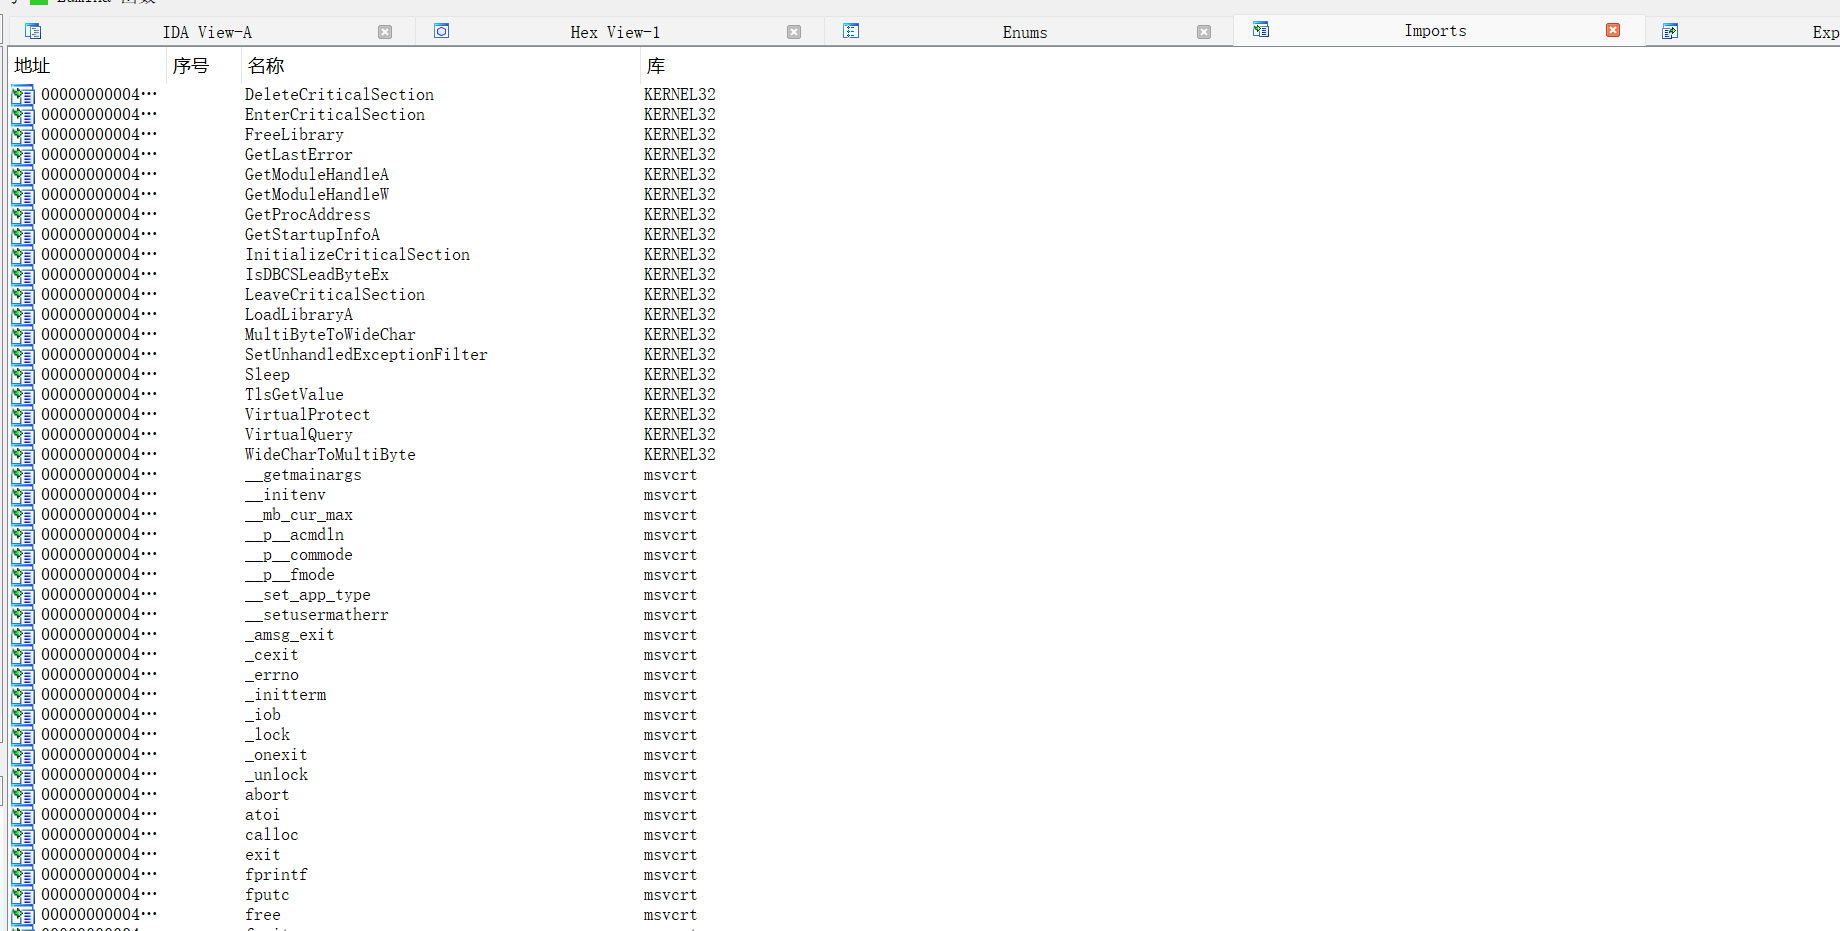 IDA View-A Hex View-1 Enums Imports Exp
地址 序号 名称 库
00000000004··· DeleteCriticalSection KERNEL32
00000000004··· EnterCriticalSection KERNEL32
00000000004··· FreeLibrary KERNEL32
00000000004··· GetLastError KERNEL32
00000000004··· GetModuleHandleA KERNEL32
00000000004··· GetModuleHandleW KERNEL32
00000000004··· GetProcAddress KERNEL32
00000000004··· GetStartupInfoA KERNEL32
00000000004··· InitializeCriticalSection KERNEL32
00000000004··· IsDBCSLeadByteEx KERNEL32
00000000004··· LeaveCriticalSection KERNEL32
00000000004··· LoadLibraryA KERNEL32
00000000004··· MultiByteToWideChar KERNEL32
00000000004··· SetUnhandledExceptionFilter KERNEL32
00000000004··· Sleep KERNEL32
00000000004··· TlsGetValue KERNEL32
00000000004··· VirtualProtect KERNEL32
00000000004··· VirtualQuery KERNEL32
00000000004··· WideCharToMultiByte KERNEL32
00000000004··· __getmainargs msvcrt
00000000004··· __initenv msvcrt
00000000004··· __mb_cur_max msvcrt
00000000004··· __p__acmdln msvcrt
00000000004··· __p__commode msvcrt
00000000004··· __p__fmode msvcrt
00000000004··· __set_app_type msvcrt
00000000004··· __setusermatherr msvcrt
00000000004··· _amsg_exit msvcrt
00000000004··· _cexit msvcrt
00000000004··· _errno msvcrt
00000000004··· _initterm msvcrt
00000000004··· _iob msvcrt
00000000004··· _lock msvcrt
00000000004··· _onexit msvcrt
00000000004··· _unlock msvcrt
00000000004··· abort msvcrt
00000000004··· atoi msvcrt
00000000004··· calloc msvcrt
00000000004··· exit msvcrt
00000000004··· fprintf msvcrt
00000000004··· fputc msvcrt
00000000004··· free msvcrt